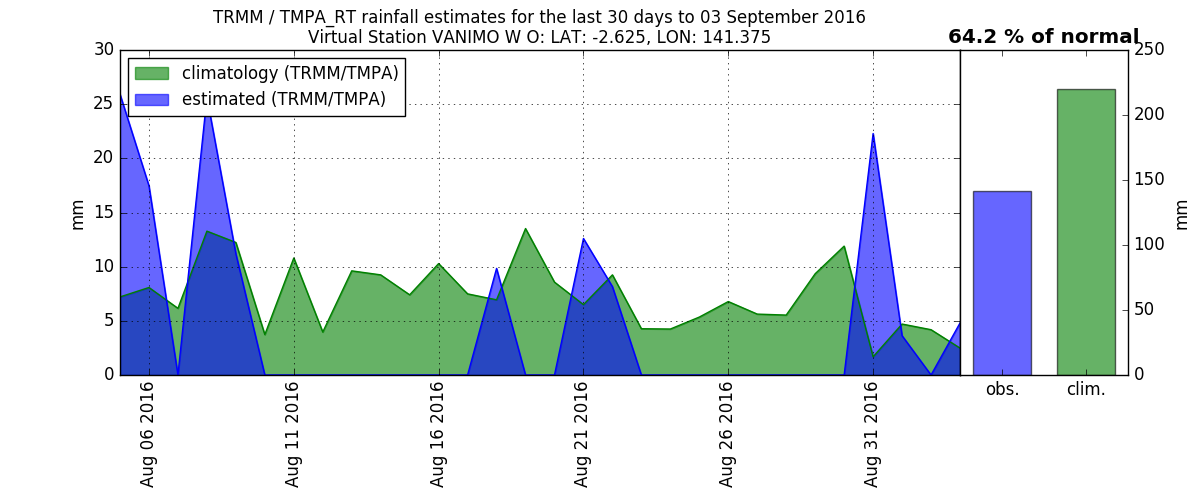 TRMM / TMPA_RT rainfall estimates for the last 30 days to 03 September 2016
Virtual Station VANIMO W O: LAT: -2.625, LON: 141.375
64.2 % of normal
climatology (TRMM/TMPA)
estimated (TRMM/TMPA)
30
25
20
15
10
5
0
mm
Aug 06 2016
Aug 11 2016
Aug 16 2016
Aug 21 2016
Aug 26 2016
Aug 31 2016
obs.
clim.
250
200
150
100
50
0
mm